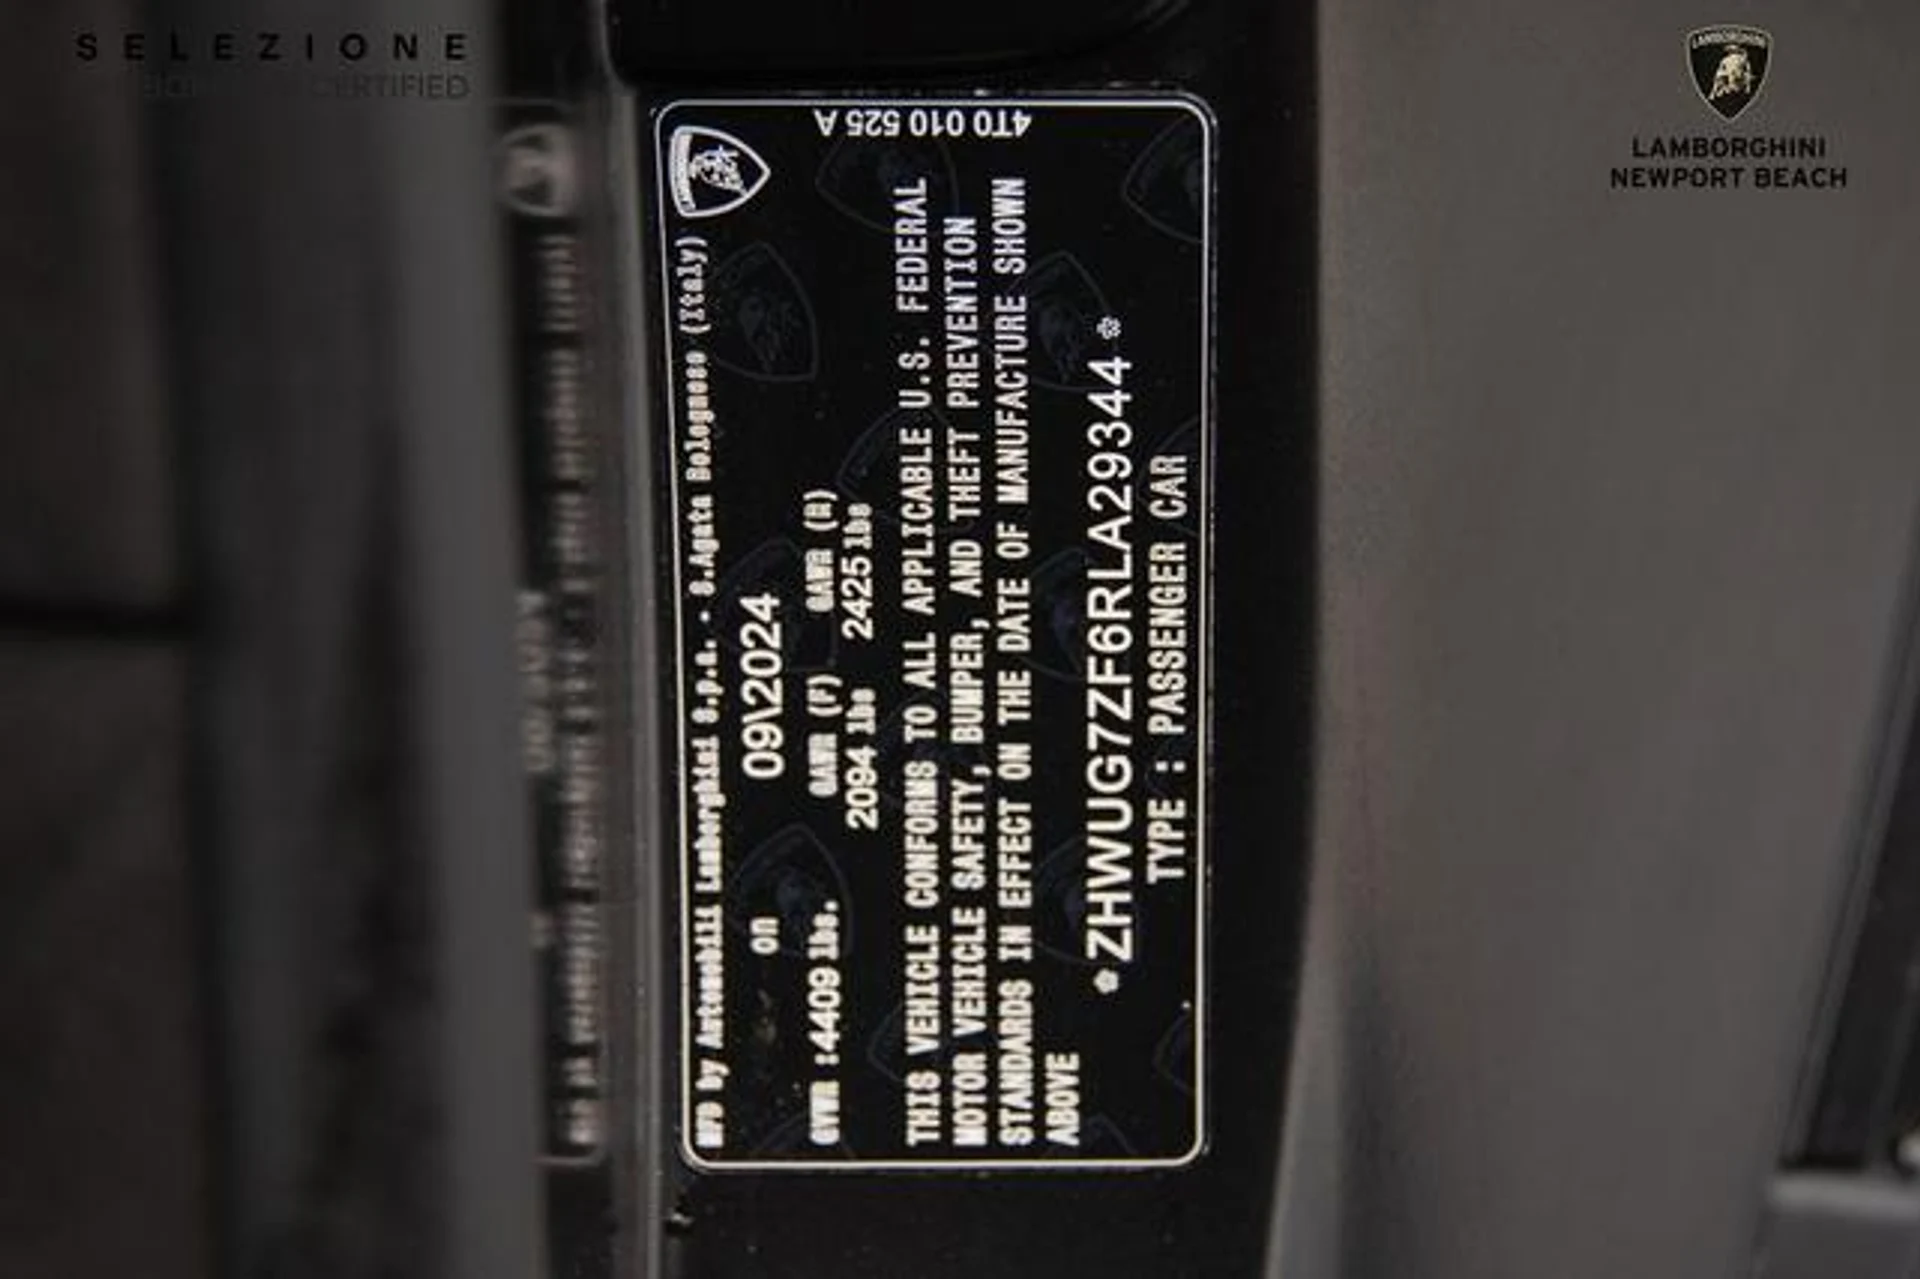 SELEZIONE
CERTIFIED
LAMBORGHINI
NEWPORT BEACH
4T0 010 525 A
MFD by Automobili Lamborghini S.p.a. - S.Agata Bolognese (Italy)
on 09\2024
GVWR :4409 lbs. GAWR (F) GAWR (R)
2094 lbs 2425 lbs
THIS VEHICLE CONFORMS TO ALL APPLICABLE U.S. FEDERAL
MOTOR VEHICLE SAFETY, BUMPER, AND THEFT PREVENTION
STANDARDS IN EFFECT ON THE DATE OF MANUFACTURE SHOWN
ABOVE
*ZHWUG7ZF6RLA29344*
TYPE : PASSENGER CAR